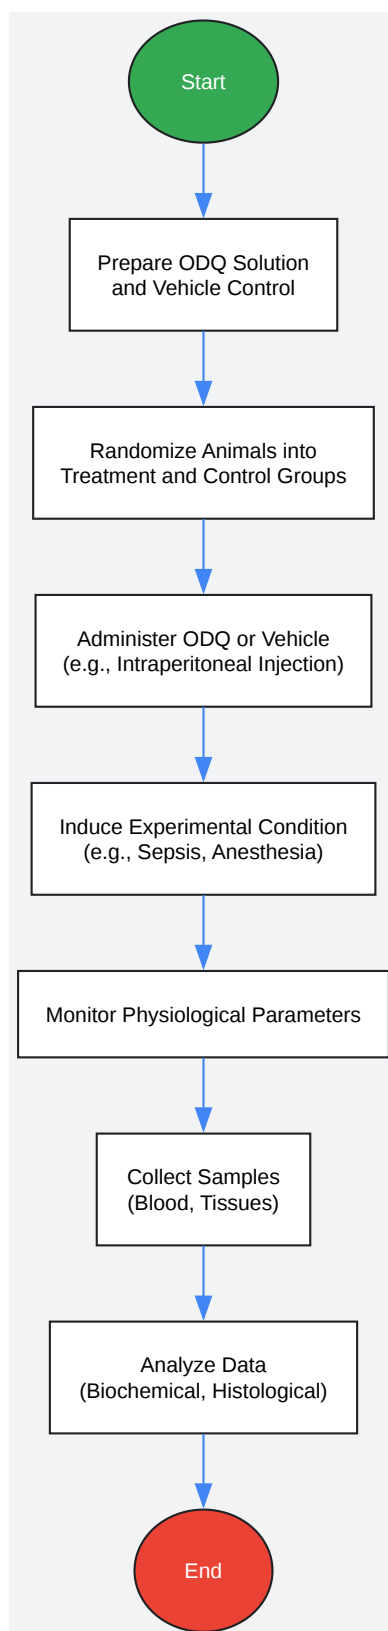 Start
Prepare ODQ Solution
and Vehicle Control
Randomize Animals into
Treatment and Control Groups
Administer ODQ or Vehicle
(e.g., Intraperitoneal Injection)
Induce Experimental Condition
(e.g., Sepsis, Anesthesia)
Monitor Physiological Parameters
Collect Samples
(Blood, Tissues)
Analyze Data
(Biochemical, Histological)
End